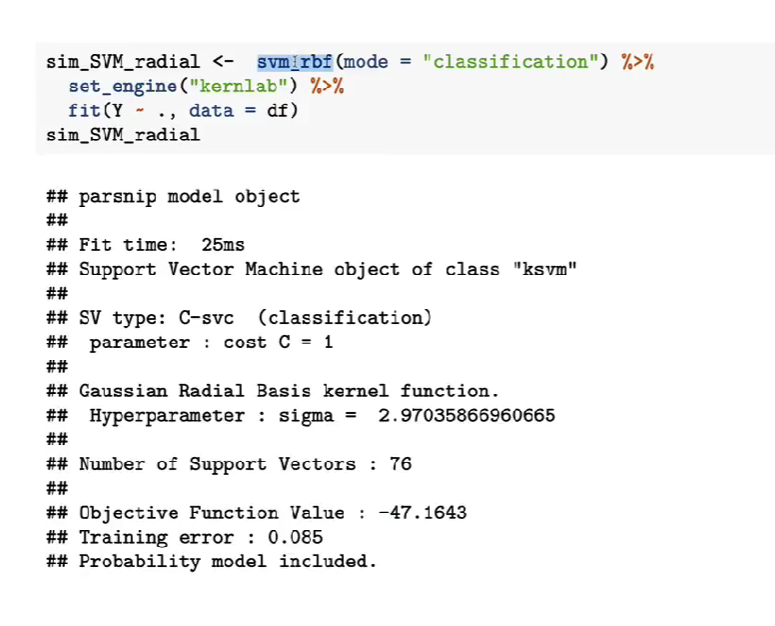 sim_SVM_radial <- svm_rbf(mode = "classification") %>%
set_engine("kernlab") %>%
fit(Y ~ ., data = df)
sim_SVM_radial
## parsnip model object
##
## Fit time:  25ms
## Support Vector Machine object of class "ksvm"
##
## SV type: C-svc  (classification)
##  parameter : cost C = 1
##
## Gaussian Radial Basis kernel function.
##  Hyperparameter : sigma =  2.97035866960665
##
## Number of Support Vectors : 76
##
## Objective Function Value : -47.1643
## Training error : 0.085
## Probability model included.